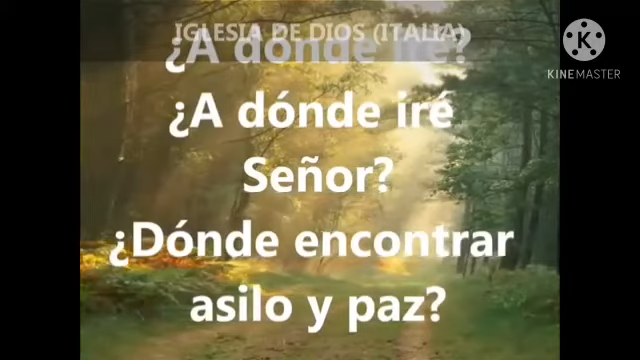 IGLESIA DE DIOS (ITALIA)
¿A dónde iré?
¿A dónde iré
Señor?
¿Dónde encontrar
asilo y paz?
K
KINEMASTER